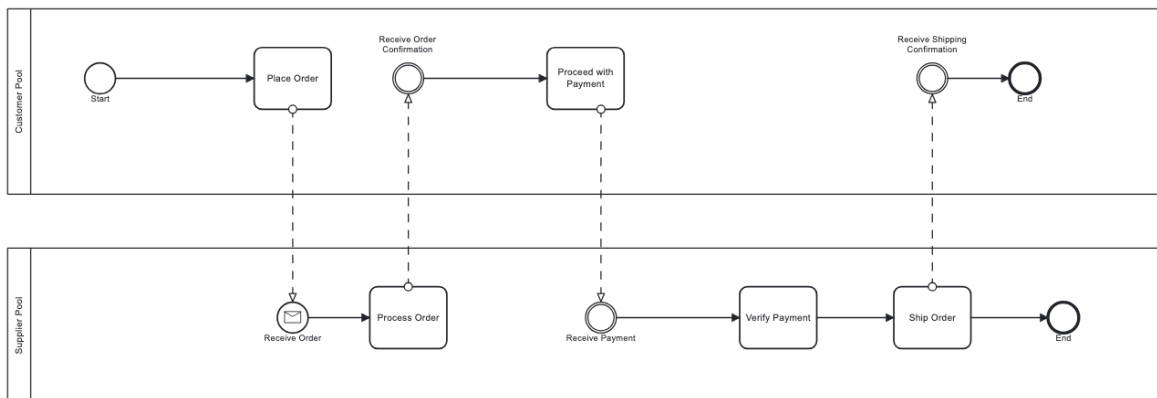 Customer Pool
Start
Place Order
Receive Order
Confirmation
Proceed with
Payment
Receive Shipping
Confirmation
End
Supplier Pool
Receive Order
Process Order
Receive Payment
Verify Payment
Ship Order
End